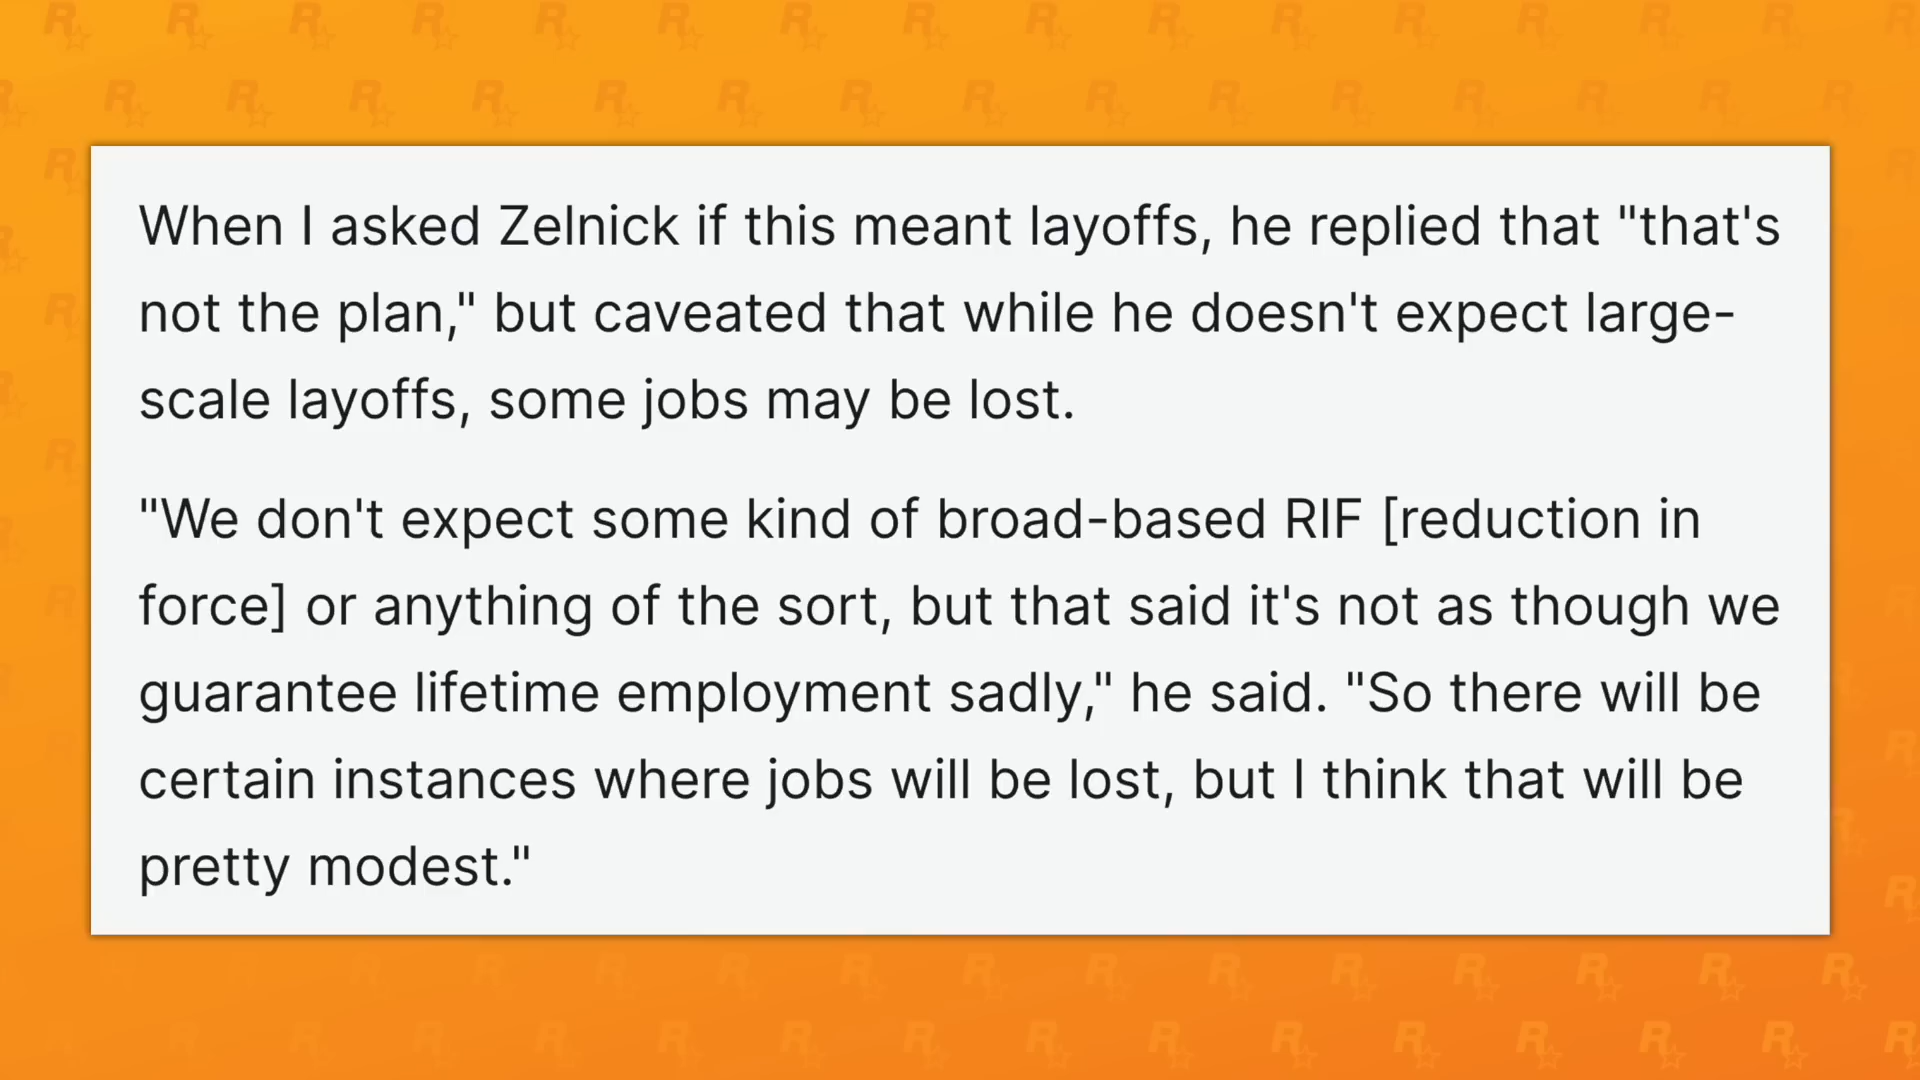 When I asked Zelnick if this meant layoffs, he replied that "that's
not the plan," but caveated that while he doesn't expect large-
scale layoffs, some jobs may be lost.
"We don't expect some kind of broad-based RIF [reduction in
force] or anything of the sort, but that said it's not as though we
guarantee lifetime employment sadly," he said. "So there will be
certain instances where jobs will be lost, but I think that will be
pretty modest."